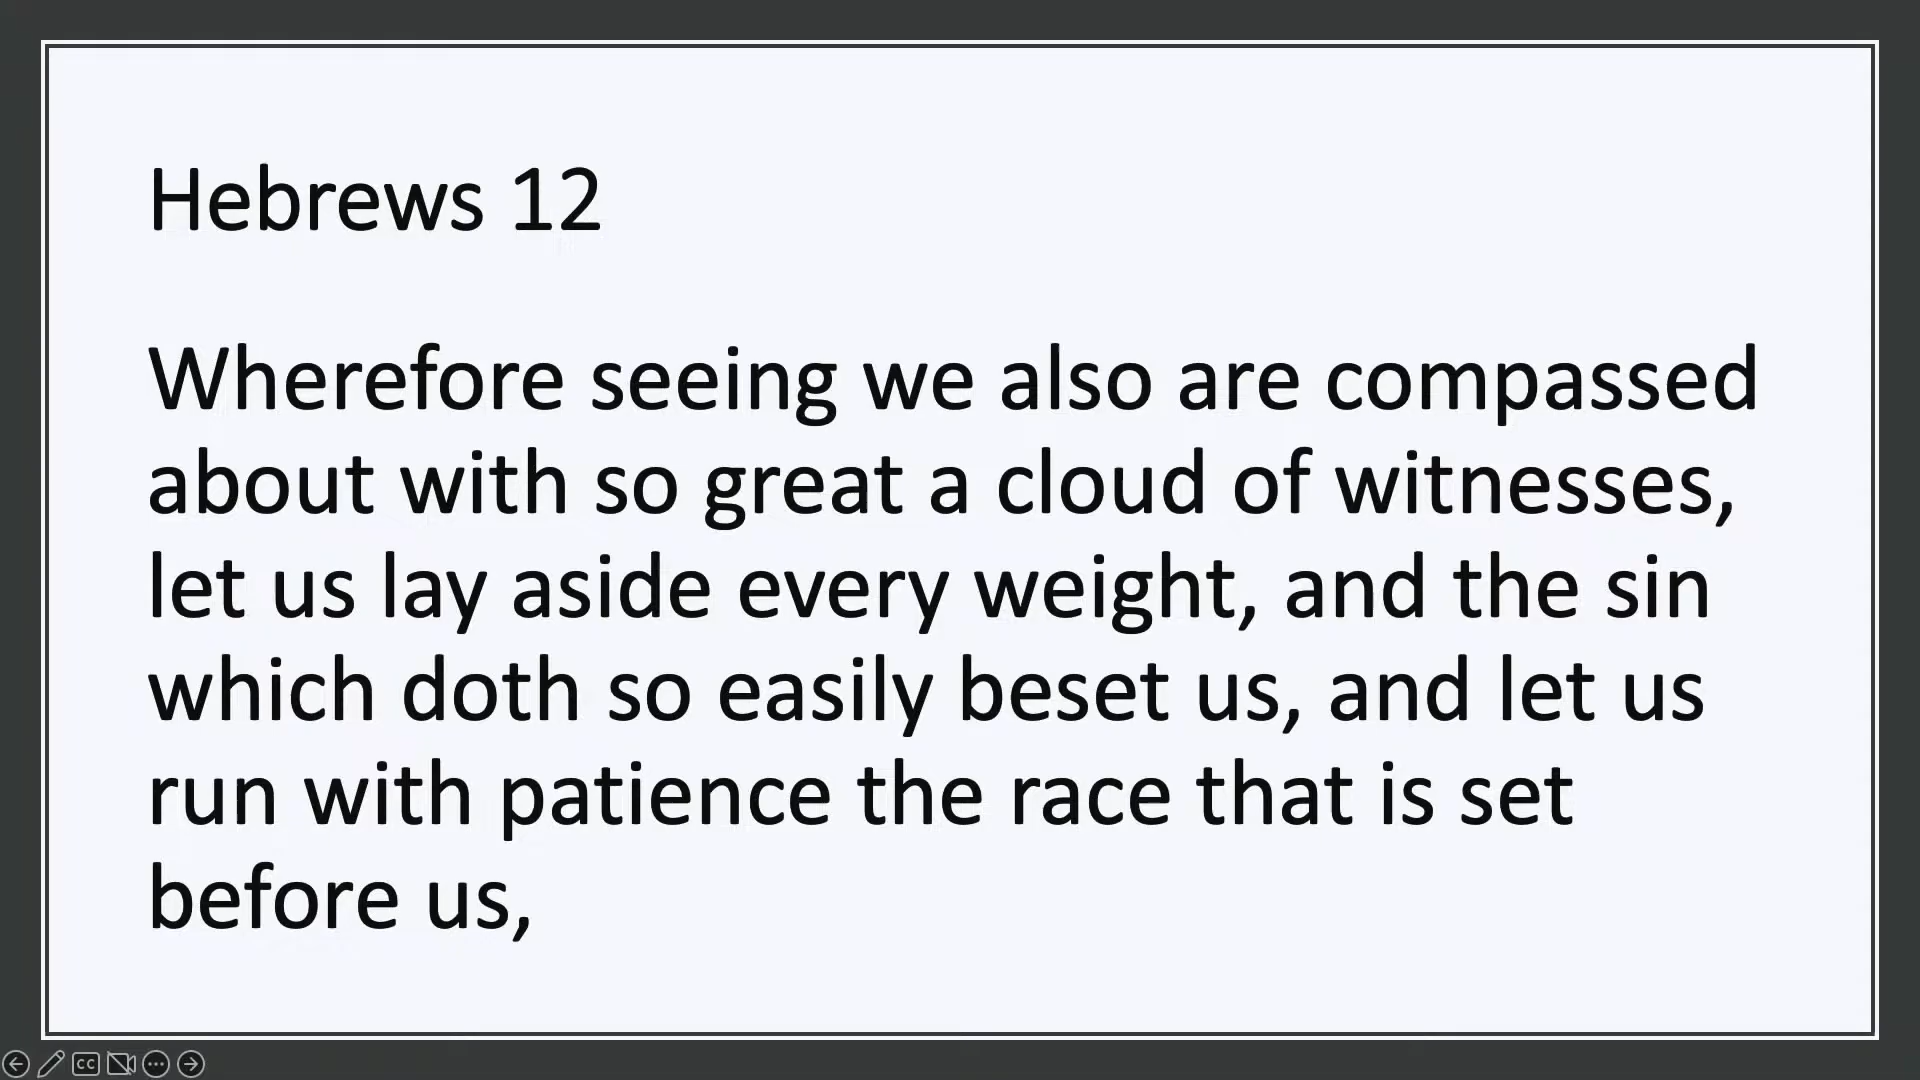 Hebrews 12
Wherefore seeing we also are compassed
about with so great a cloud of witnesses,
let us lay aside every weight, and the sin
which doth so easily beset us, and let us
run with patience the race that is set
before us,
CC